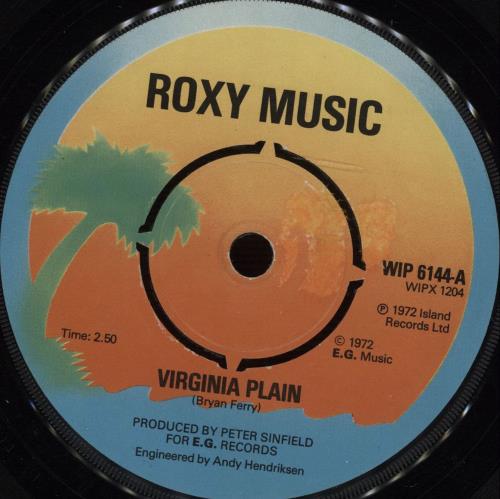 ROXY MUSIC
WIP 6144-A
WIPX 1204
Ⓟ 1972 Island
Records Ltd
Time: 2.50
© 1972
E.G. Music
VIRGINIA PLAIN
(Bryan Ferry)
PRODUCED BY PETER SINFIELD
FOR E.G. RECORDS
Engineered by Andy Hendriksen